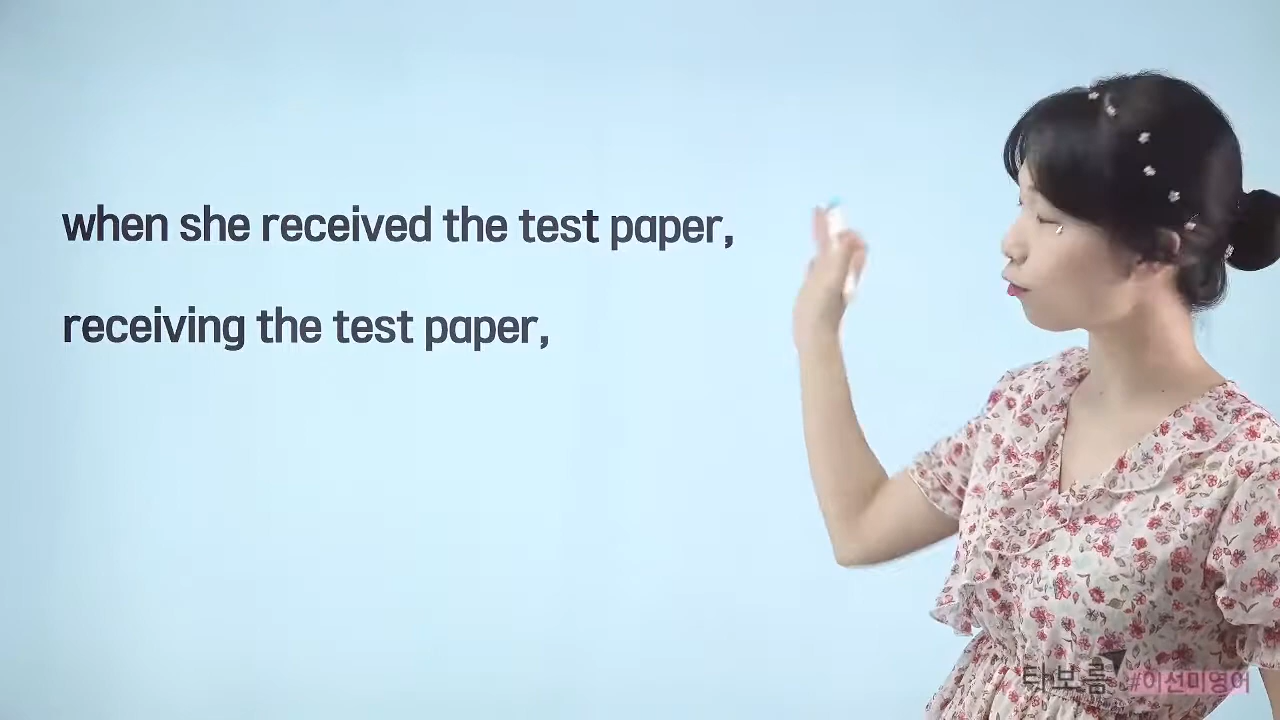 when she received the test paper,
receiving the test paper,
타보름 #이선미영어